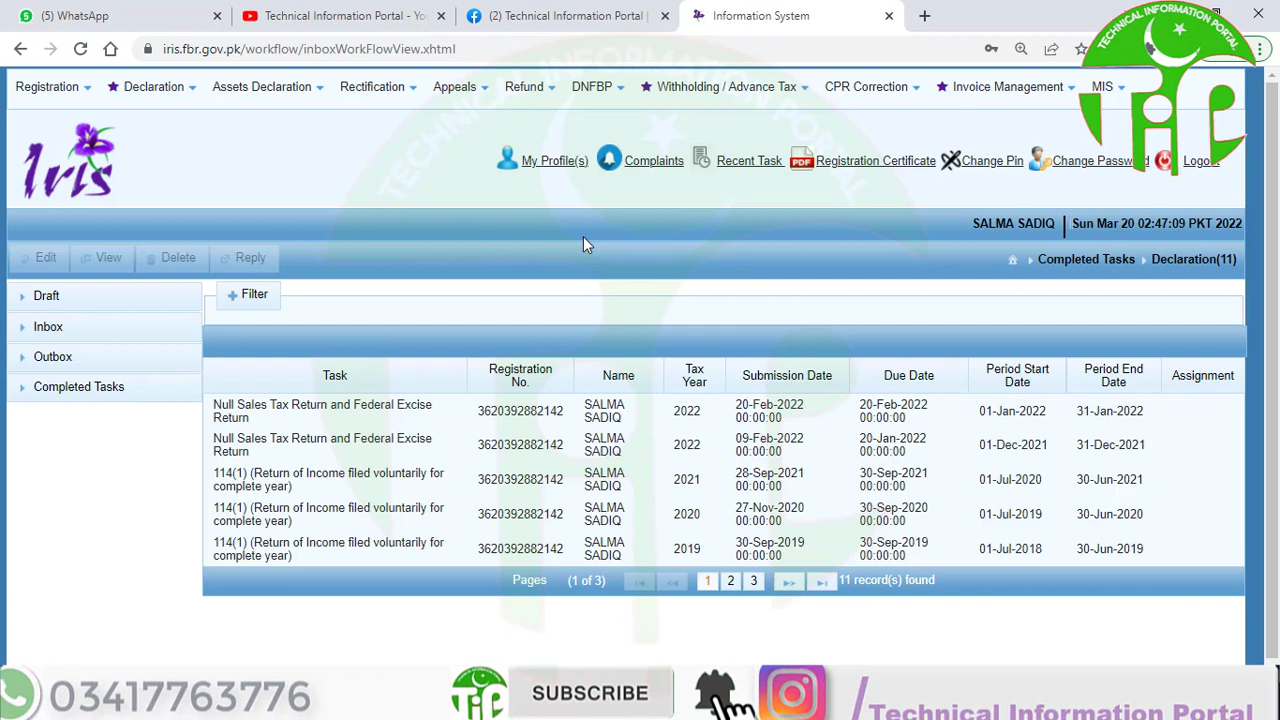 (5) WhatsApp
Technical Information Portal - Yo
(2) Technical Information Portal |
Information System
iris.fbr.gov.pk/workflow/inboxWorkFlowView.xhtml
TECHNICAL INFORMATION PORTAL
Registration Declaration Assets Declaration Rectification Appeals Refund DNFBP Withholding / Advance Tax CPR Correction Invoice Management MIS
Iris
My Profile(s) Complaints Recent Task PDF Registration Certificate Change Pin Change Password Logout
SALMA SADIQ Sun Mar 20 02:47:09 PKT 2022
Edit View Delete Reply
Completed Tasks Declaration(11)
Draft
Inbox
Outbox
Completed Tasks
Filter
Task Registration No. Name Tax Year Submission Date Due Date Period Start Date Period End Date Assignment
Null Sales Tax Return and Federal Excise Return 3620392882142 SALMA SADIQ 2022 20-Feb-2022 00:00:00 20-Feb-2022 00:00:00 01-Jan-2022 31-Jan-2022
Null Sales Tax Return and Federal Excise Return 3620392882142 SALMA SADIQ 2022 09-Feb-2022 00:00:00 20-Jan-2022 00:00:00 01-Dec-2021 31-Dec-2021
114(1) (Return of Income filed voluntarily for complete year) 3620392882142 SALMA SADIQ 2021 28-Sep-2021 00:00:00 30-Sep-2021 00:00:00 01-Jul-2020 30-Jun-2021
114(1) (Return of Income filed voluntarily for complete year) 3620392882142 SALMA SADIQ 2020 27-Nov-2020 00:00:00 30-Sep-2020 00:00:00 01-Jul-2019 30-Jun-2020
114(1) (Return of Income filed voluntarily for complete year) 3620392882142 SALMA SADIQ 2019 30-Sep-2019 00:00:00 30-Sep-2019 00:00:00 01-Jul-2018 30-Jun-2019
Pages (1 of 3) 1 2 3 11 record(s) found
03417763776
SUBSCRIBE
/Technical Information Portal